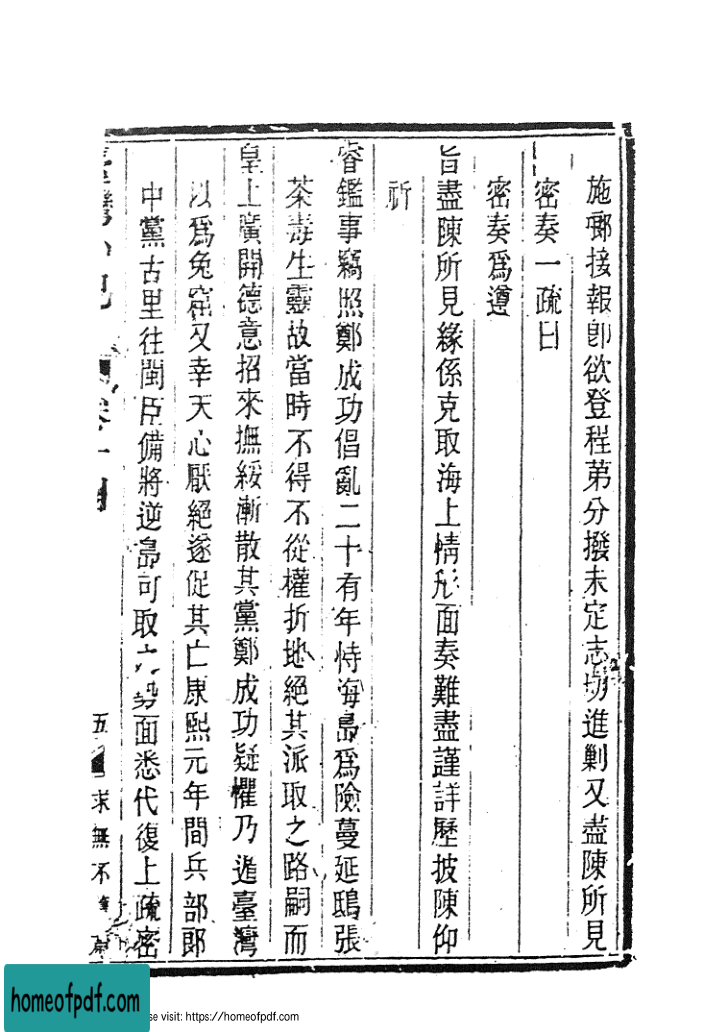 施琅接報卽欲登程苐分撥未定志切進剿又盡陳所見
密奏一疏曰
密奏爲遵
旨盡陳所見緣係克取海上情形面奏難盡謹詳歷披陳仰
祈
睿鑑事竊照鄭成功倡亂二十有年恃海島爲險蔓延鴟張
荼毒生靈故當時不得不從權折地絕其派取之路嗣而
皇上廣開德意招來撫綏漸散其黨鄭成功疑懼乃遁臺灣
以爲兔窟又幸天心厭絕遂促其亡康熙元年間兵部郎
中黨古里往閩臣備將逆島可取 勢面悉代復上疏密
五
求無不
homeofpdf.com
se visit: https://homeofpdf.com